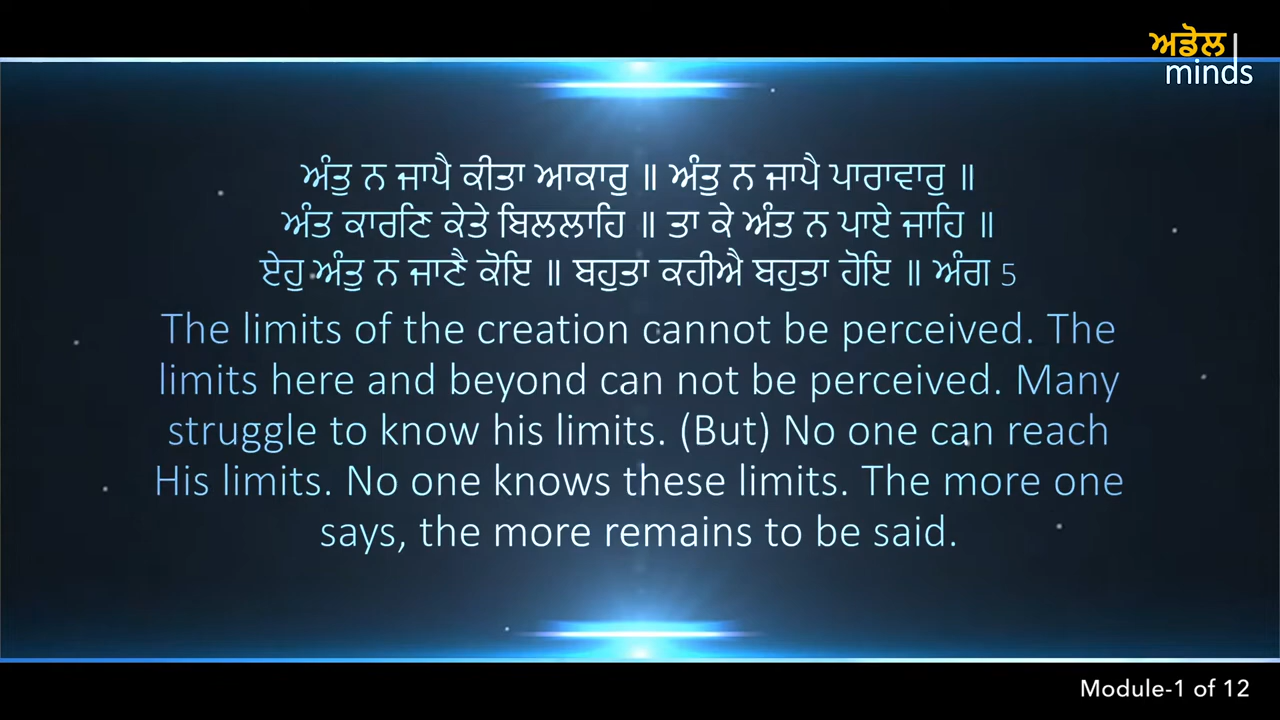 ਅਡੋਲ
minds
ਅੰਤੁ ਨ ਜਾਪੈ ਕੀਤਾ ਆਕਾਰੁ ॥ ਅੰਤੁ ਨ ਜਾਪੈ ਪਾਰਾਵਾਰੁ ॥
ਅੰਤ ਕਾਰਣਿ ਕੇਤੇ ਬਿਲਲਾਹਿ ॥ ਤਾ ਕੇ ਅੰਤ ਨ ਪਾਏ ਜਾਹਿ ॥
ਏਹੁ ਅੰਤੁ ਨ ਜਾਣੈ ਕੋਇ ॥ ਬਹੁਤਾ ਕਹੀਐ ਬਹੁਤਾ ਹੋਇ ॥ ਅੰਗ 5
The limits of the creation cannot be perceived. The
limits here and beyond can not be perceived. Many
struggle to know his limits. (But) No one can reach
His limits. No one knows these limits. The more one
says, the more remains to be said.
Module-1 of 12